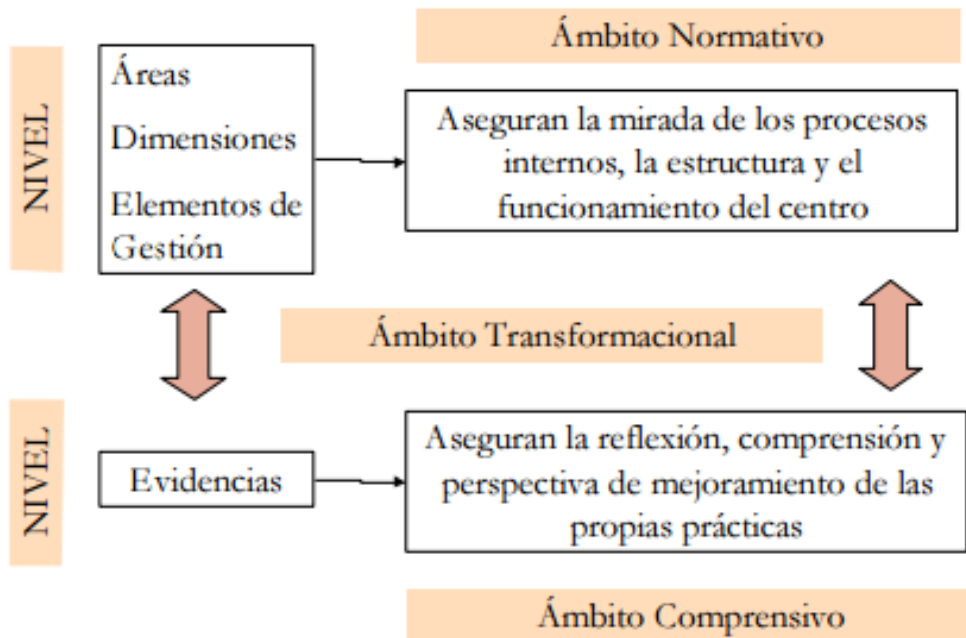 Ámbito Normativo
NIVEL
Áreas
Dimensiones
Elementos de
Gestión
Aseguran la mirada de los procesos
internos, la estructura y el
funcionamiento del centro
Ámbito Transformacional
NIVEL
Evidencias
Aseguran la reflexión, comprensión y
perspectiva de mejoramiento de las
propias prácticas
Ámbito Comprensivo